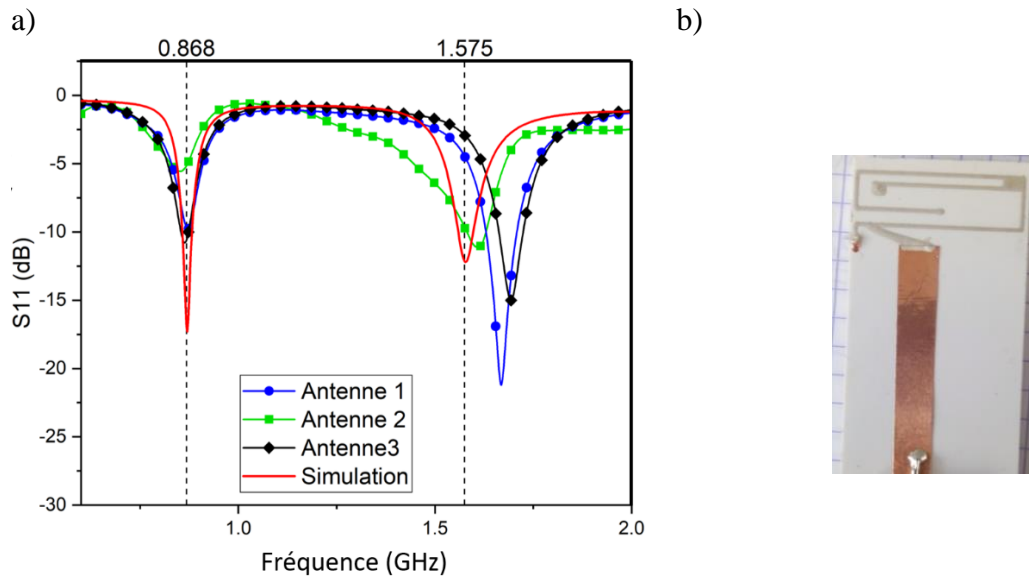 a)
b)
0.868
1.575
0
-5
-10
-15
-20
-25
-30
S11 (dB)
Antenne 1
Antenne 2
Antenne3
Simulation
1.0
1.5
2.0
Fréquence (GHz)